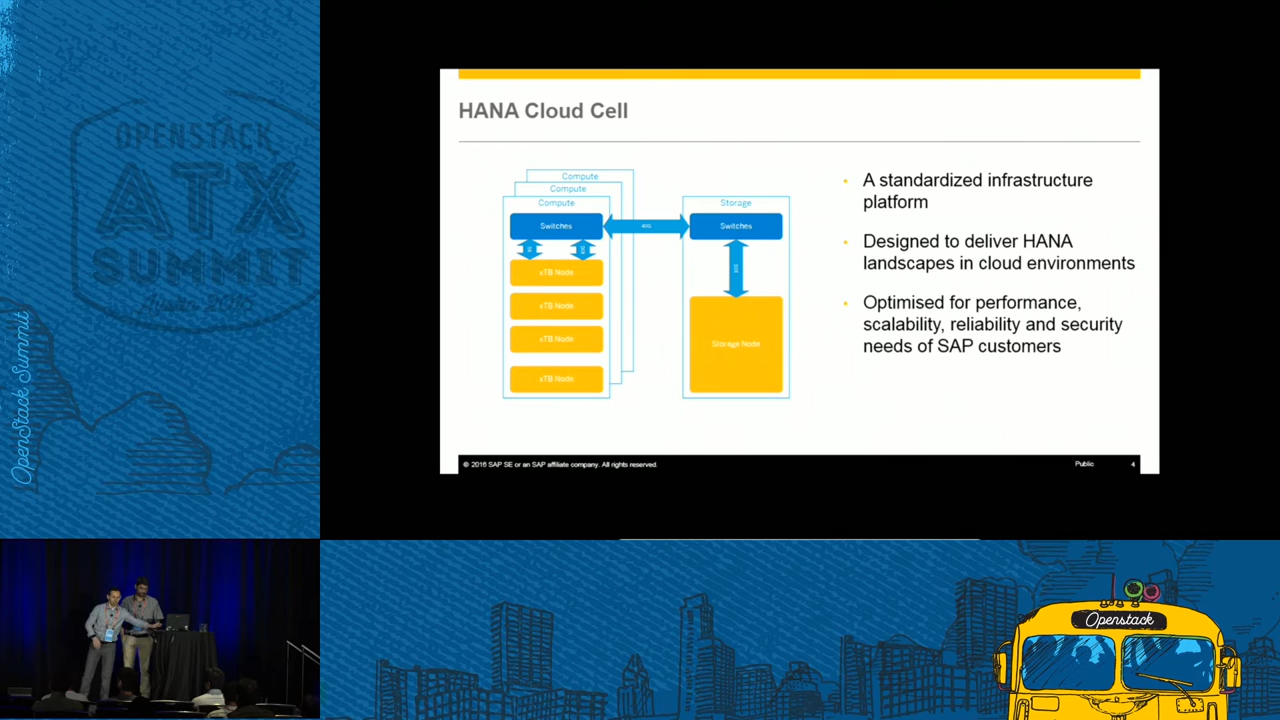 OPENSTACK
ATX
SUMMIT
Austin 2016
OpenStack Summit
HANA Cloud Cell
Compute
Compute
Compute
Switches
40G
xTB Node
xTB Node
xTB Node
xTB Node
Storage
Switches
Storage Node
• A standardized infrastructure
platform
• Designed to deliver HANA
landscapes in cloud environments
• Optimised for performance,
scalability, reliability and security
needs of SAP customers
© 2016 SAP SE or an SAP affiliate company. All rights reserved.
Public
4
Openstack